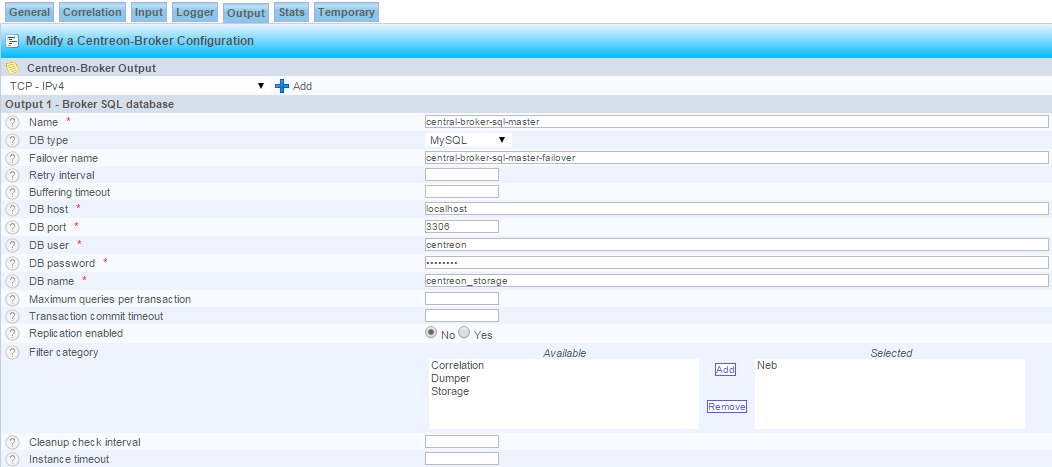 General Correlation Input Logger Output Stats Temporary
Modify a Centreon-Broker Configuration
Centreon-Broker Output
TCP - IPv4 Add
Output 1 - Broker SQL database
? Name * central-broker-sql-master
? DB type MySQL
? Failover name central-broker-sql-master-failover
? Retry interval
? Buffering timeout
? DB host * localhost
? DB port * 3306
? DB user * centreon
? DB password * ••••••••
? DB name * centreon_storage
? Maximum queries per transaction
? Transaction commit timeout
? Replication enabled No Yes
? Filter category Available Selected
Correlation Add Neb
Dumper
Storage
Remove
? Cleanup check interval
? Instance timeout